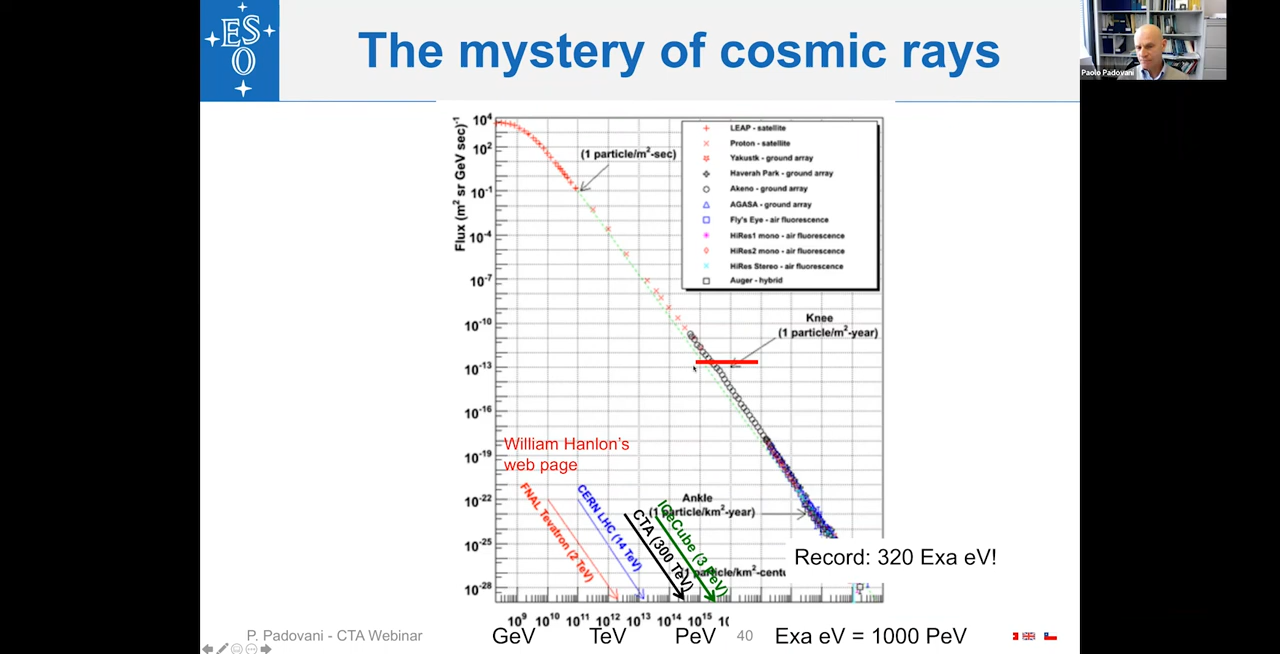 ESO
The mystery of cosmic rays
Paolo Padovani
Flux (m² sr GeV sec)⁻¹
10⁴
10²
10⁻¹
10⁻⁴
10⁻⁷
10⁻¹⁰
10⁻¹³
10⁻¹⁶
10⁻¹⁹
10⁻²²
10⁻²⁵
10⁻²⁸
(1 particle/m²-sec)
LEAP - satellite
Proton - satellite
Yakustk - ground array
Haverah Park - ground array
Akeno - ground array
AGASA - ground array
Fly's Eye - air fluorescence
HiRes1 mono - air fluorescence
HiRes2 mono - air fluorescence
HiRes Stereo - air fluorescence
Auger - hybrid
Knee
(1 particle/m²-year)
William Hanlon's
web page
Ankle
(1 particle/km²-year)
FNAL Tevatron (2 TeV)
CERN LHC (14 TeV)
CTA (300 TeV)
IceCube (3 PeV)
Record: 320 Exa eV!
particle/km²-centu
10⁹ 10¹⁰ 10¹¹ 10¹² 10¹³ 10¹⁴ 10¹⁵ 10
P. Padovani - CTA Webinar
GeV TeV PeV
40
Exa eV = 1000 PeV